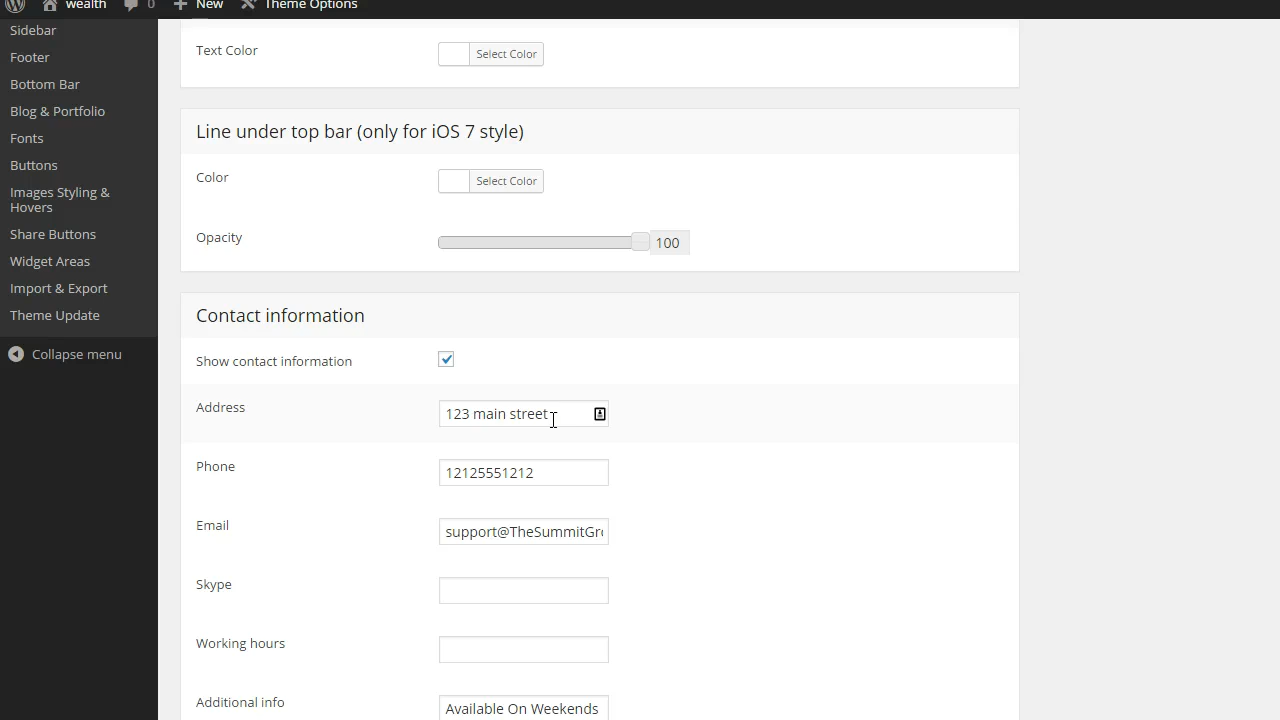 wealth 0 New Theme Options
Sidebar
Footer
Bottom Bar
Blog & Portfolio
Fonts
Buttons
Images Styling &
Hovers
Share Buttons
Widget Areas
Import & Export
Theme Update
Collapse menu
Text Color Select Color
Line under top bar (only for iOS 7 style)
Color Select Color
Opacity 100
Contact information
Show contact information
Address 123 main street
Phone 12125551212
Email support@TheSummitGr
Skype
Working hours
Additional info Available On Weekends